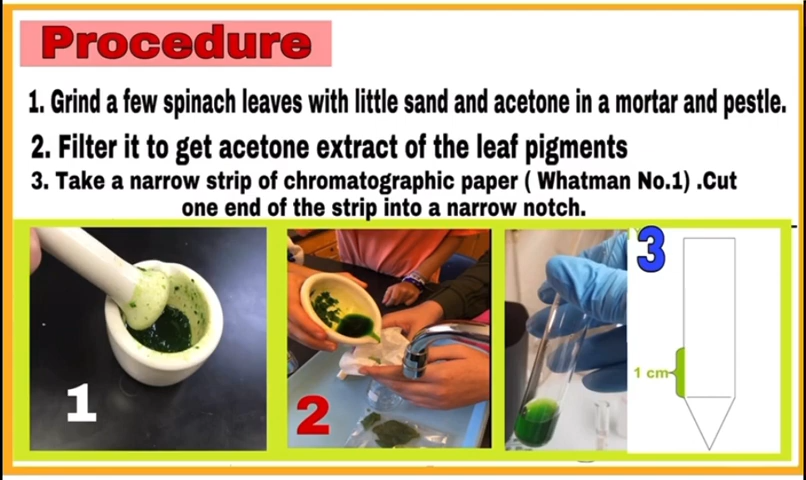 Procedure
1. Grind a few spinach leaves with little sand and acetone in a mortar and pestle.
2. Filter it to get acetone extract of the leaf pigments
3. Take a narrow strip of chromatographic paper ( Whatman No.1) .Cut
one end of the strip into a narrow notch.
1
2
3
1 cm